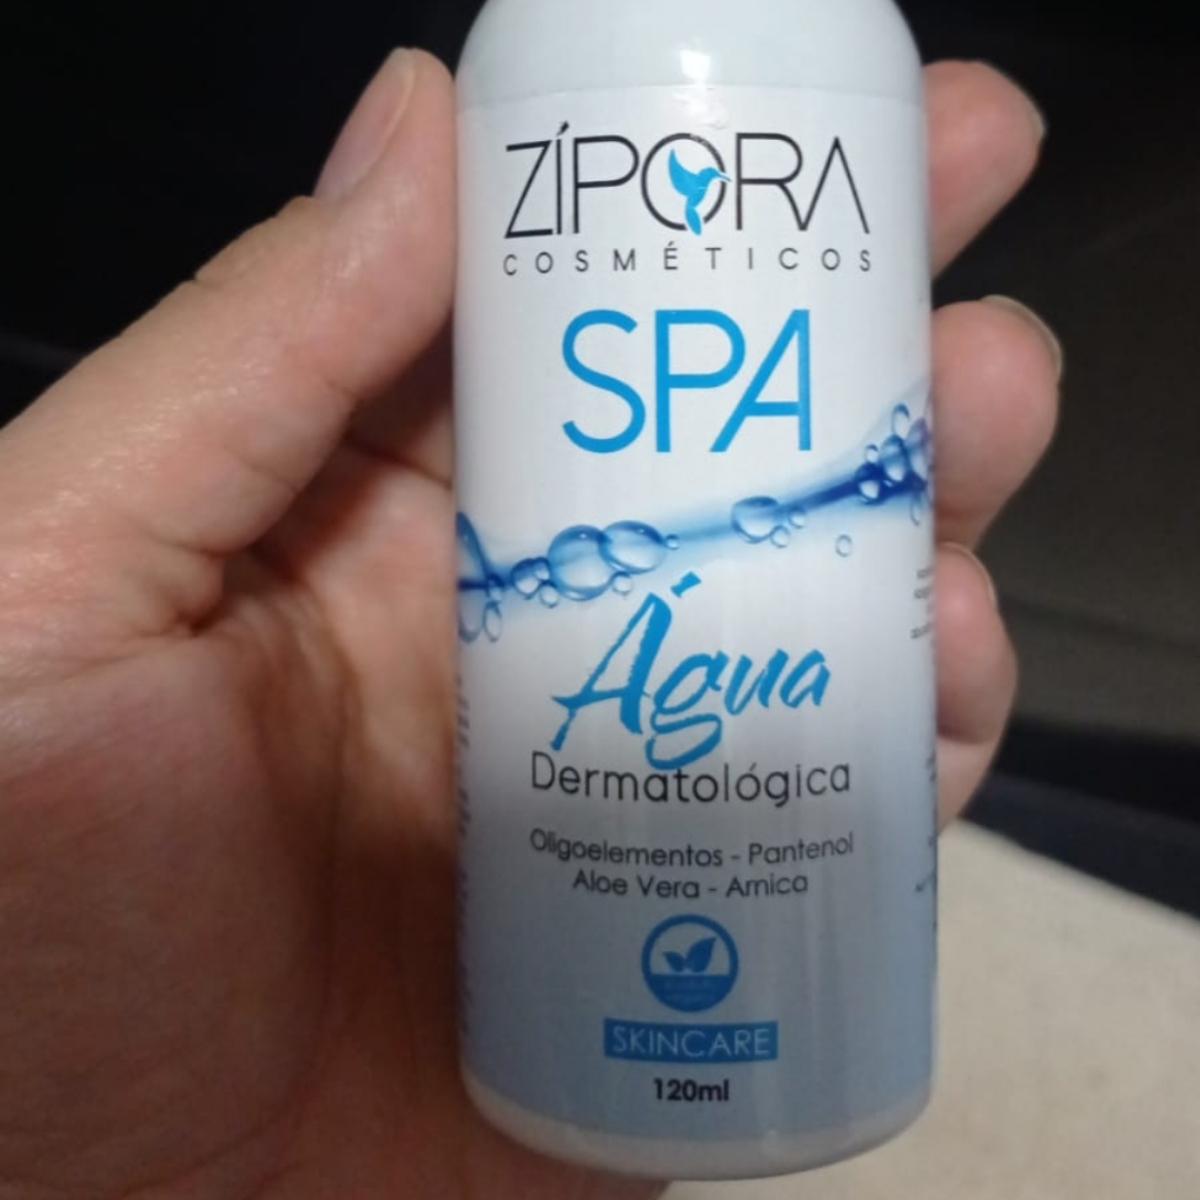 ZÍPORA
COSMÉTICOS
SPA
Água
Dermatológica
Oligoelementos - Pantenol
Aloe Vera - Arnica
SKINCARE
120ml